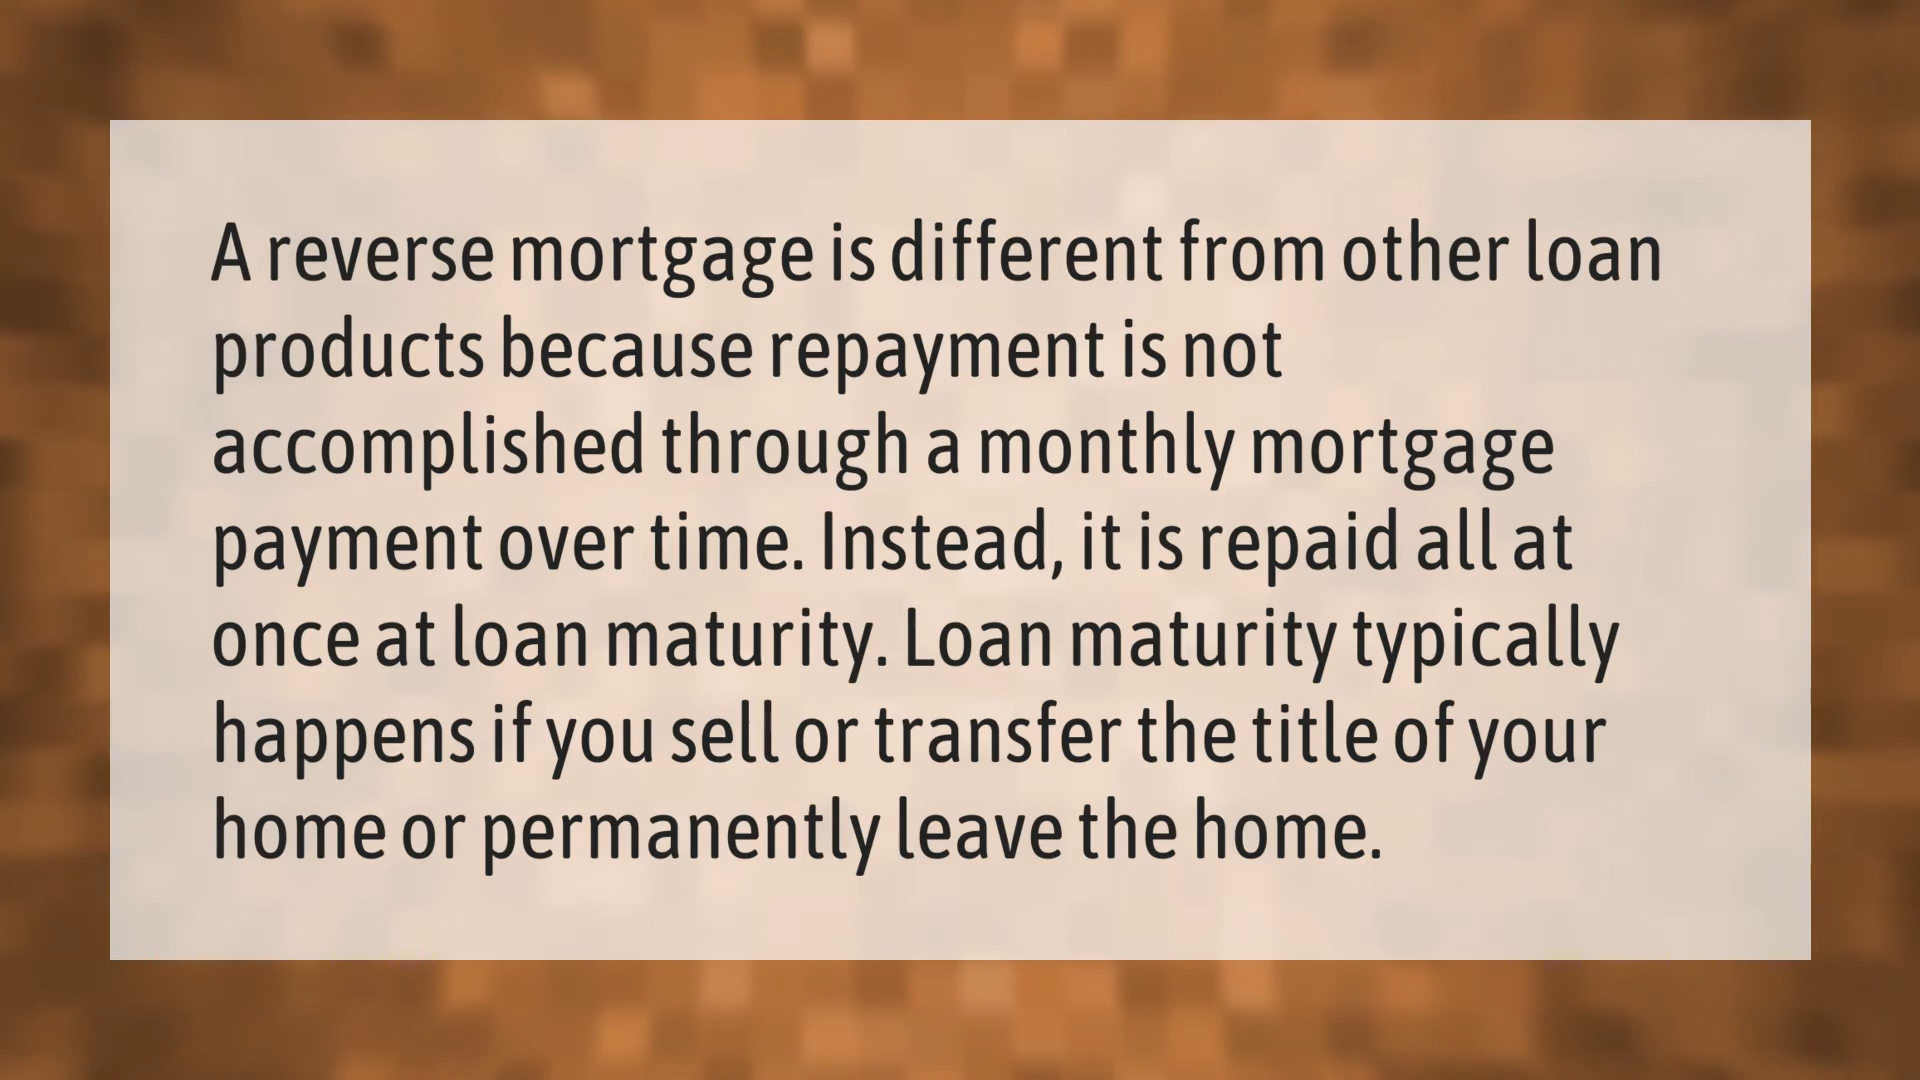 A reverse mortgage is different from other loan
products because repayment is not
accomplished through a monthly mortgage
payment over time. Instead, it is repaid all at
once at loan maturity. Loan maturity typically
happens if you sell or transfer the title of your
home or permanently leave the home.